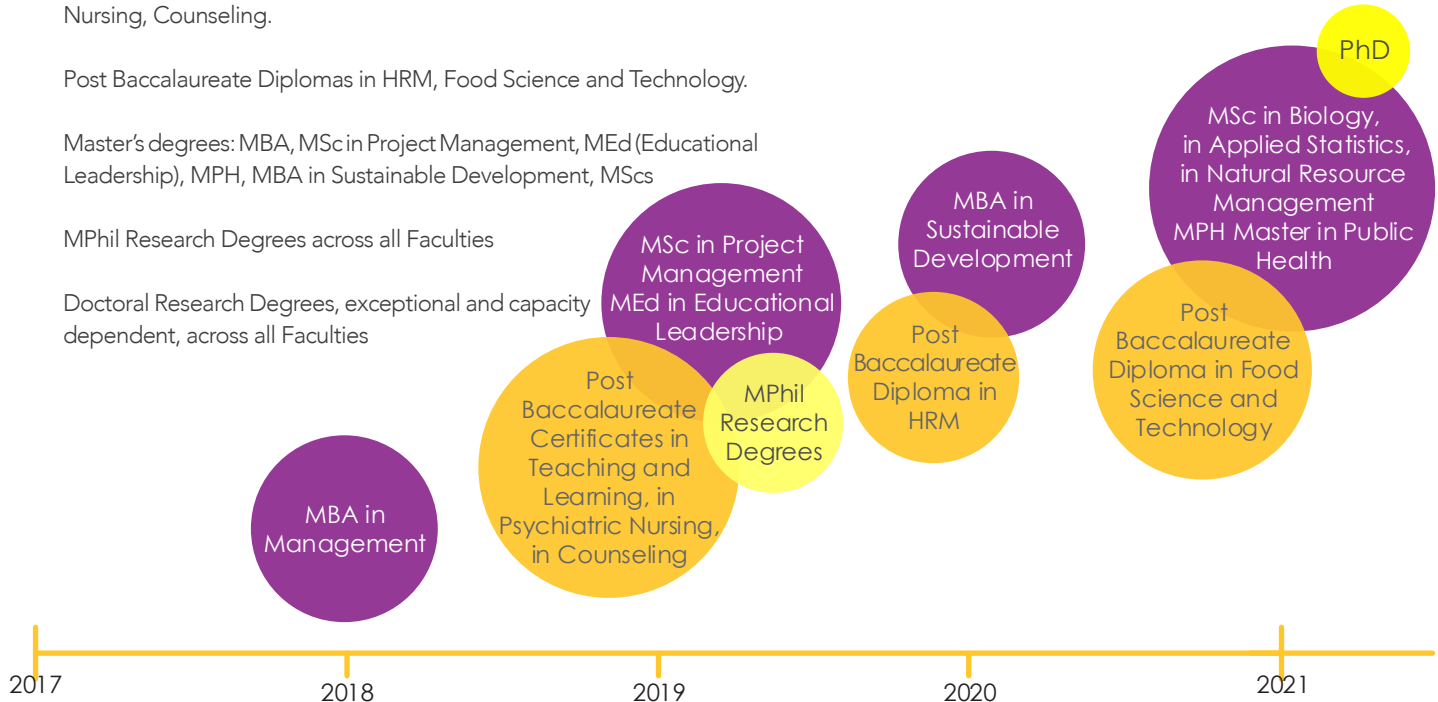 Nursing, Counseling.
Post Baccalaureate Diplomas in HRM, Food Science and Technology.
Master's degrees: MBA, MSc in Project Management, MEd (Educational
Leadership), MPH, MBA in Sustainable Development, MScs
MPhil Research Degrees across all Faculties
Doctoral Research Degrees, exceptional and capacity
dependent, across all Faculties
MBA in
Management
Post
Baccalaureate
Certificates in
Teaching and
Learning, in
Psychiatric Nursing,
in Counseling
MSc in Project
Management
MEd in Educational
Leadership
MPhil
Research
Degrees
MBA in
Sustainable
Development
Post
Baccalaureate
Diploma in
HRM
PhD
MSc in Biology,
in Applied Statistics,
in Natural Resource
Management
MPH Master in Public
Health
Post
Baccalaureate
Diploma in Food
Science and
Technology
2017
2018
2019
2020
2021